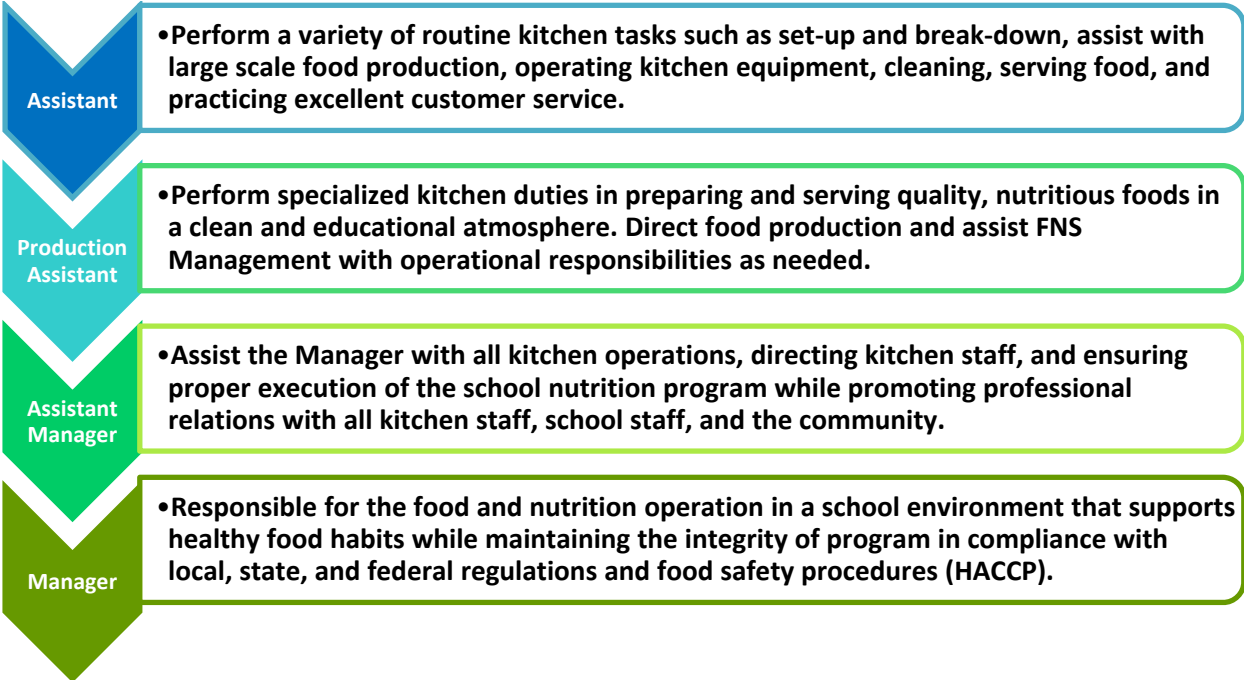 Assistant
•Perform a variety of routine kitchen tasks such as set-up and break-down, assist with
large scale food production, operating kitchen equipment, cleaning, serving food, and
practicing excellent customer service.
Production
Assistant
•Perform specialized kitchen duties in preparing and serving quality, nutritious foods in
a clean and educational atmosphere. Direct food production and assist FNS
Management with operational responsibilities as needed.
Assistant
Manager
•Assist the Manager with all kitchen operations, directing kitchen staff, and ensuring
proper execution of the school nutrition program while promoting professional
relations with all kitchen staff, school staff, and the community.
Manager
•Responsible for the food and nutrition operation in a school environment that supports
healthy food habits while maintaining the integrity of program in compliance with
local, state, and federal regulations and food safety procedures (HACCP).